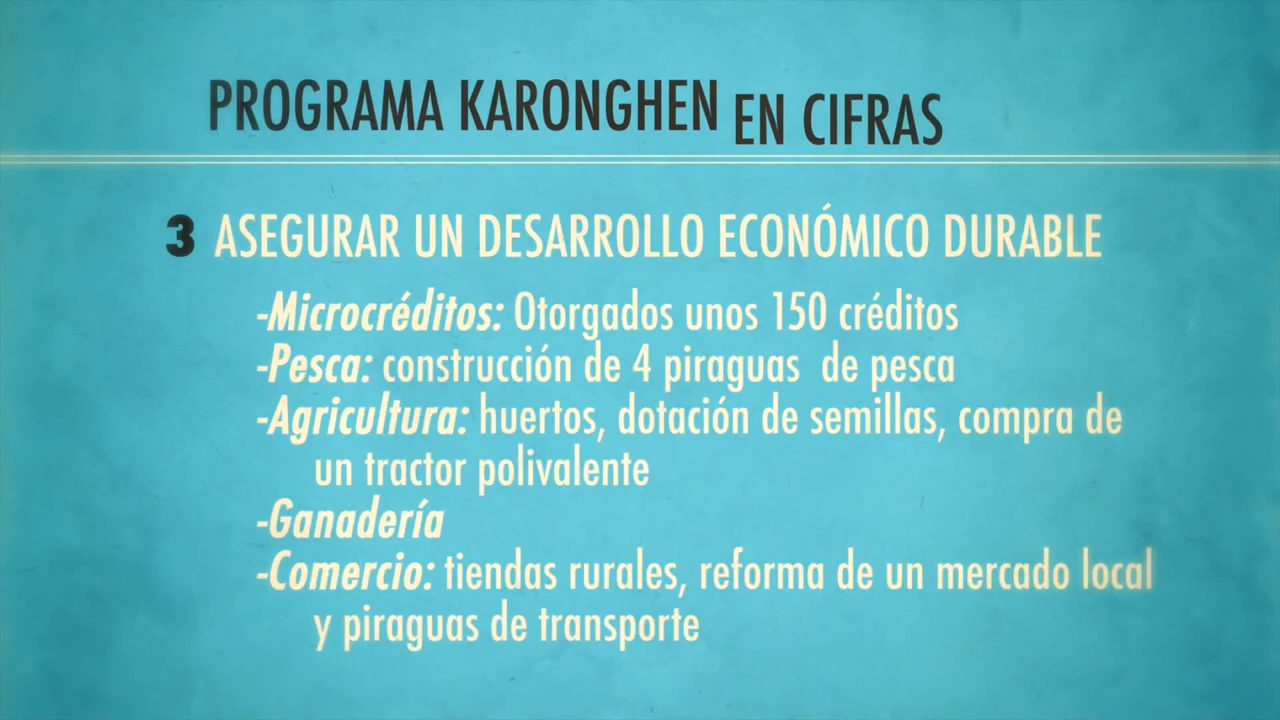 PROGRAMA KARONGHEN EN CIFRAS
3 ASEGURAR UN DESARROLLO ECONÓMICO DURABLE
-Microcréditos: Otorgados unos 150 créditos
-Pesca: construcción de 4 piraguas de pesca
-Agricultura: huertos, dotación de semillas, compra de
un tractor polivalente
-Ganadería
-Comercio: tiendas rurales, reforma de un mercado local
y piraguas de transporte